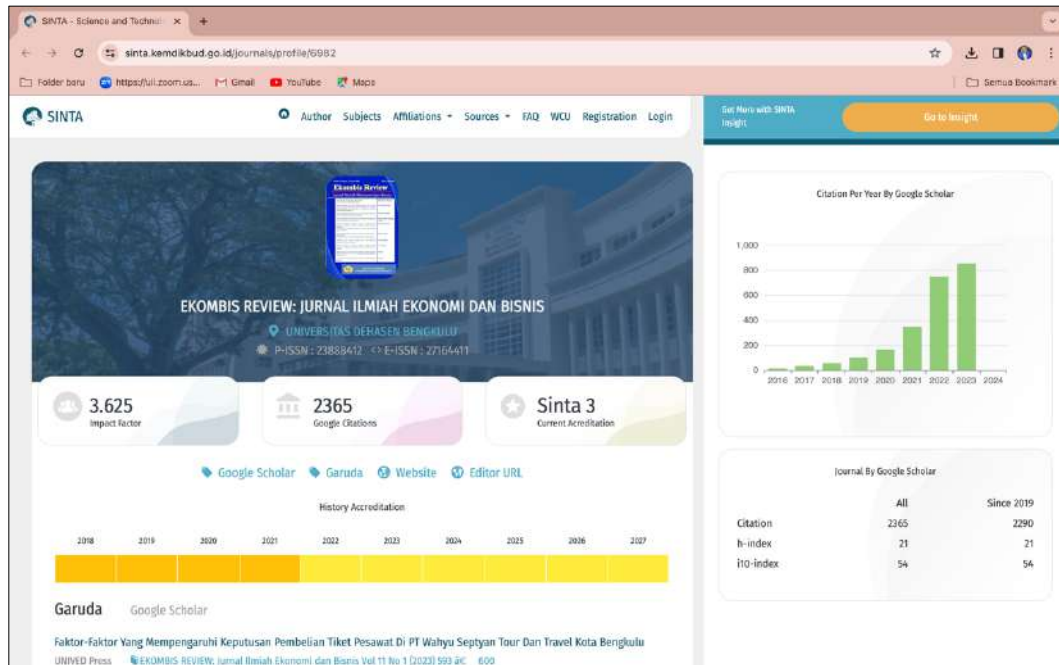 SINTA - Science and Technol
sinta.kemdikbud.go.id/journals/profile/6982
Folder baru https://uii.zoom.us... Gmail YouTube Maps Semua Bookmark
SINTA
Author Subjects Affiliations Sources FAQ WCU Registration Login
Get More with SINTA
Insight
Go to Insight
Ekombis Review
EKOMBIS REVIEW: JURNAL ILMIAH EKONOMI DAN BISNIS
UNIVERSITAS DEHASEN BENGKULU
P-ISSN : 23388412 <> E-ISSN : 27164411
3.625
Impact Factor
2365
Google Citations
Sinta 3
Current Acreditation
Google Scholar Garuda Website Editor URL
History Accreditation
2018 2019 2020 2021 2022 2023 2024 2025 2026 2027
Garuda Google Scholar
Faktor-Faktor Yang Mempengaruhi Keputusan Pembelian Tiket Pesawat Di PT Wahyu Septyan Tour Dan Travel Kota Bengkulu
UNIVED Press EKOMBIS REVIEW: Jurnal Ilmiah Ekonomi dan Bisnis Vol 11 No 1 (2023) 593 â€ 600
Citation Per Year By Google Scholar
1,000
800
600
400
200
0
2016 2017 2018 2019 2020 2021 2022 2023 2024
Journal By Google Scholar
All Since 2019
Citation 2365 2290
h-index 21 21
i10-index 54 54